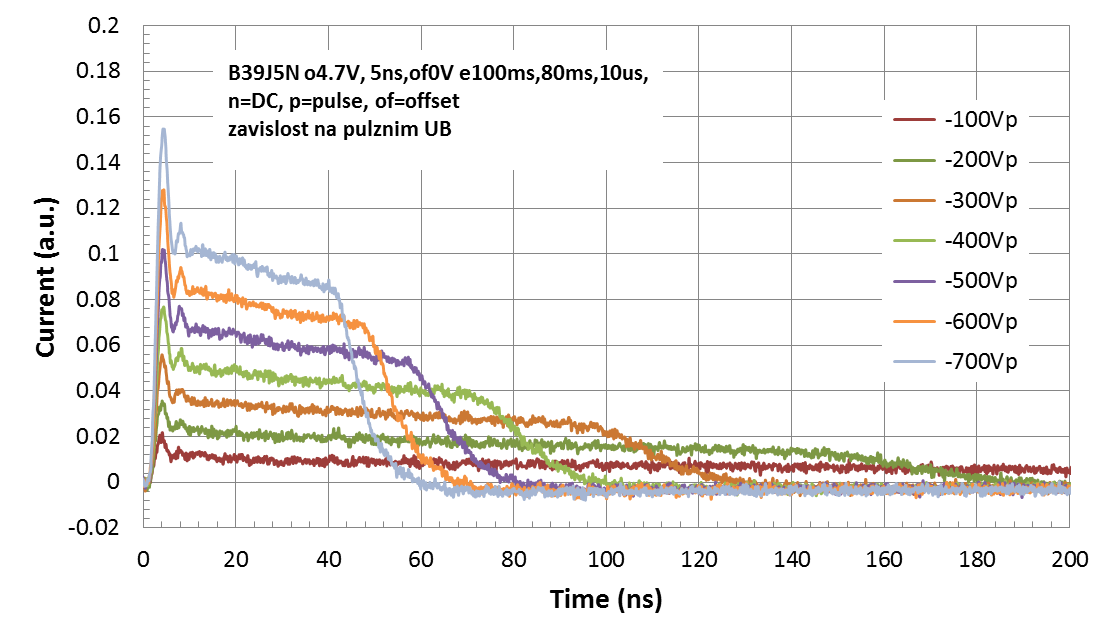 0.2
0.18
0.16
0.14
0.12
0.1
0.08
0.06
0.04
0.02
0
-0.02
Current (a.u.)
B39J5N o4.7V, 5ns,of0V e100ms,80ms,10us,
n=DC, p=pulse, of=offset
zavislost na pulznim UB
-100Vp
-200Vp
-300Vp
-400Vp
-500Vp
-600Vp
-700Vp
0 20 40 60 80 100 120 140 160 180 200
Time (ns)